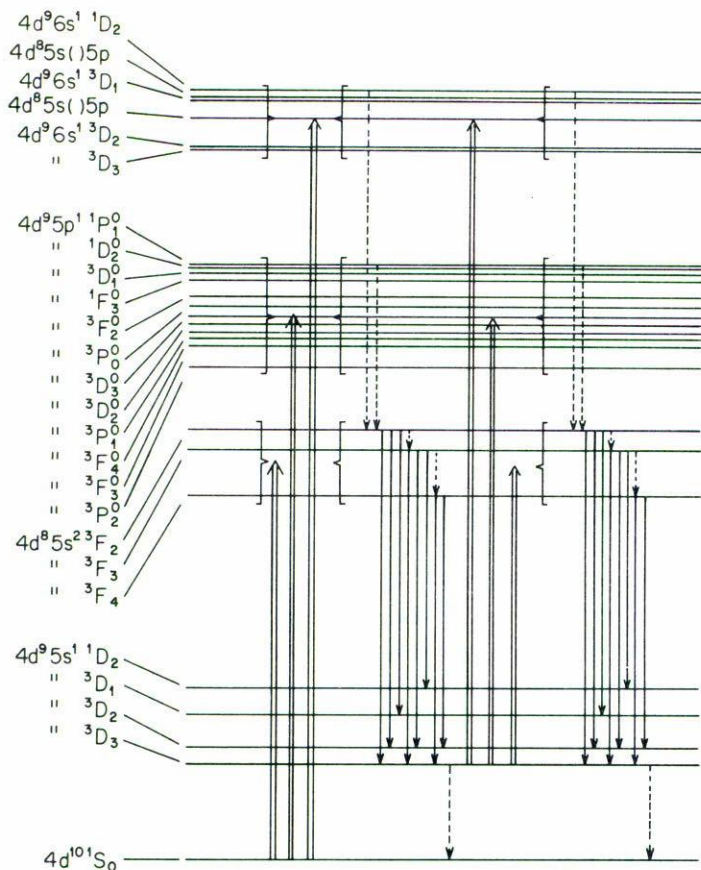 4d⁹6s¹ ¹D₂
4d⁸5s( )5p
4d⁹6s¹ ³D₁
4d⁸5s( )5p
4d⁹6s¹ ³D₂
" ³D₃
4d⁹5p¹ ¹P⁰₁
" ¹D⁰₂
" ³D⁰₁
" ¹F⁰₃
" ³F⁰₂
" ³P⁰₀
" ³D⁰₃
" ³D⁰₂
" ³P⁰₁
" ³F⁰₄
" ³F⁰₃
" ³P⁰₂
4d⁸5s² ³F₂
" ³F₃
" ³F₄
4d⁹5s¹ ¹D₂
" ³D₁
" ³D₂
" ³D₃
4d¹⁰ ¹S₀